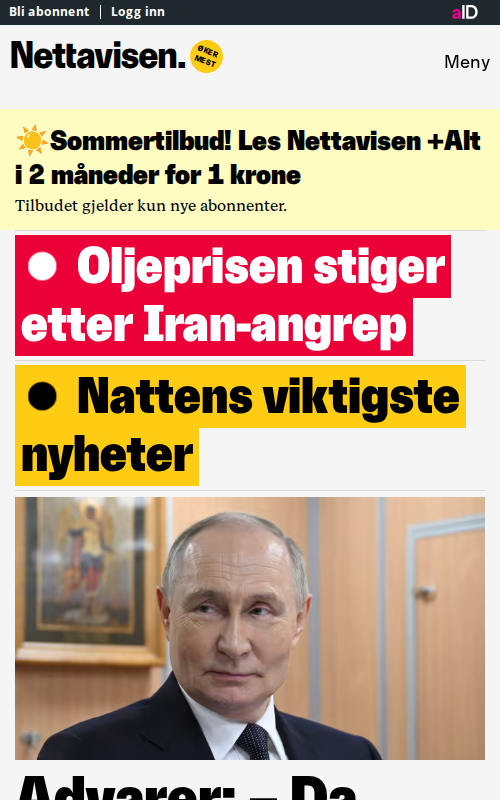 Bli abonnent | Logg inn
aID
Nettavisen.
ØKER
MEST
Meny
☀️Sommertilbud! Les Nettavisen +Alt
i 2 måneder for 1 krone
Tilbudet gjelder kun nye abonnenter.
Oljeprisen stiger
etter Iran-angrep
Nattens viktigste
nyheter
Advarer: – Da